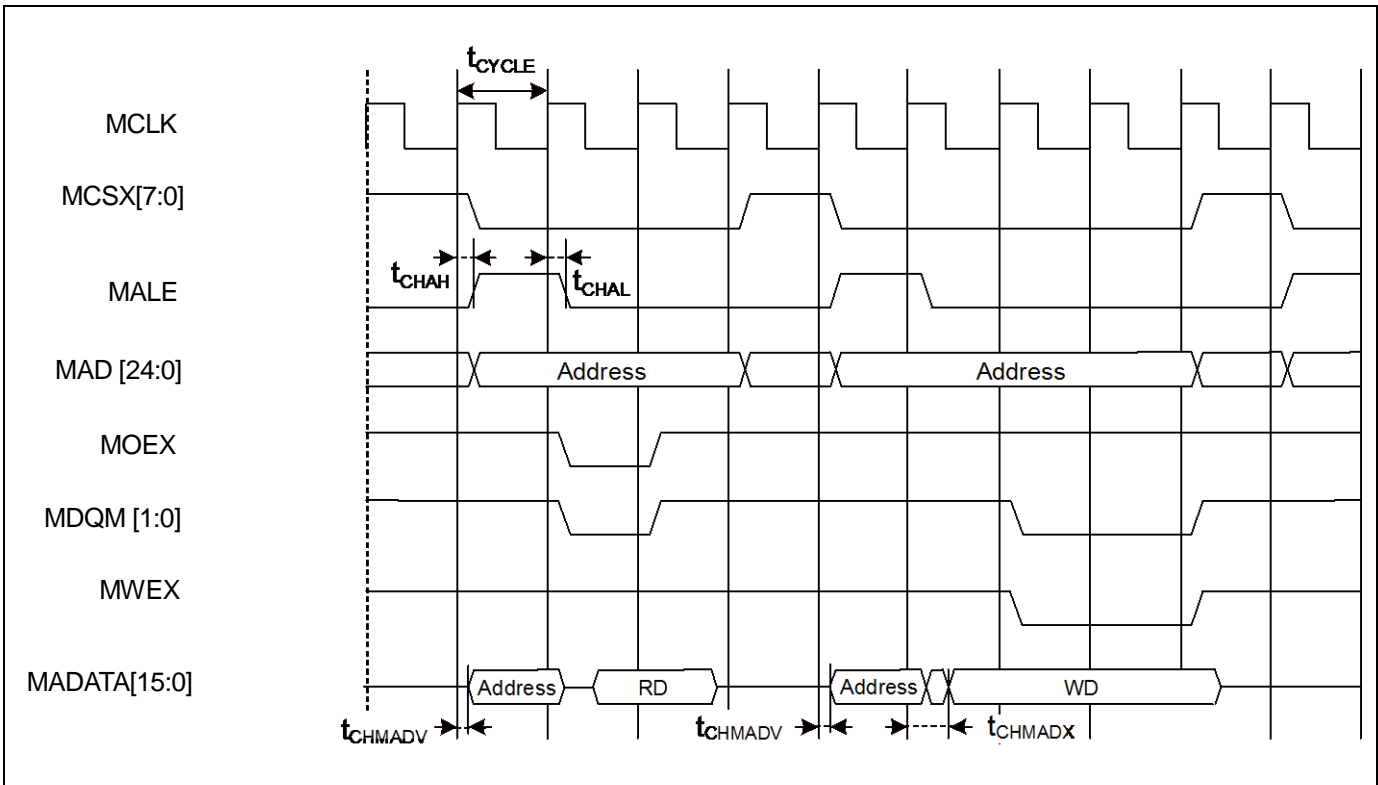 tCYCLE
MCLK
MCSX[7:0]
tCHAH
tCHAL
MALE
MAD [24:0]
Address
Address
MOEX
MDQM [1:0]
MWEX
MADATA[15:0]
Address
RD
Address
WD
tCHMADV
tCHMADV
tCHMADX